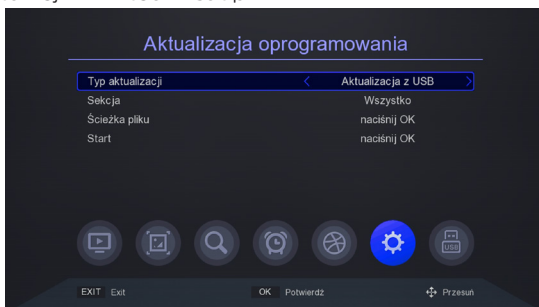 Aktualizacja oprogramowania
Typ aktualizacji < Aktualizacja z USB >
Sekcja Wszystko
Ścieżka pliku naciśnij OK
Start naciśnij OK
USB
EXIT Exit OK Potwierdź Przesuń